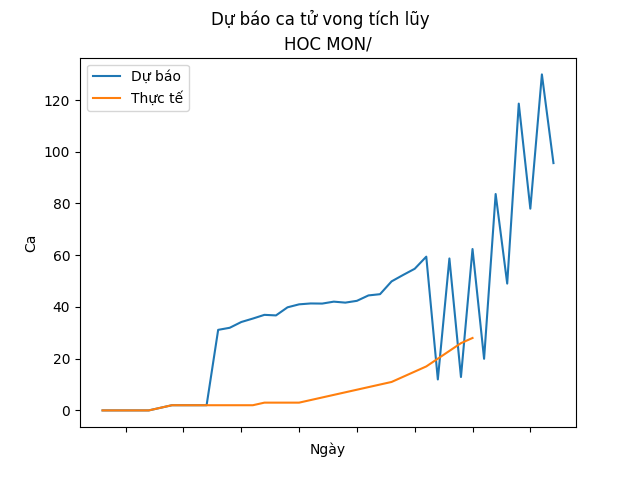 Dự báo ca tử vong tích lũy
HOC MON/
Dự báo
Thực tế
120
100
80
60
40
20
0
Ca
Ngày